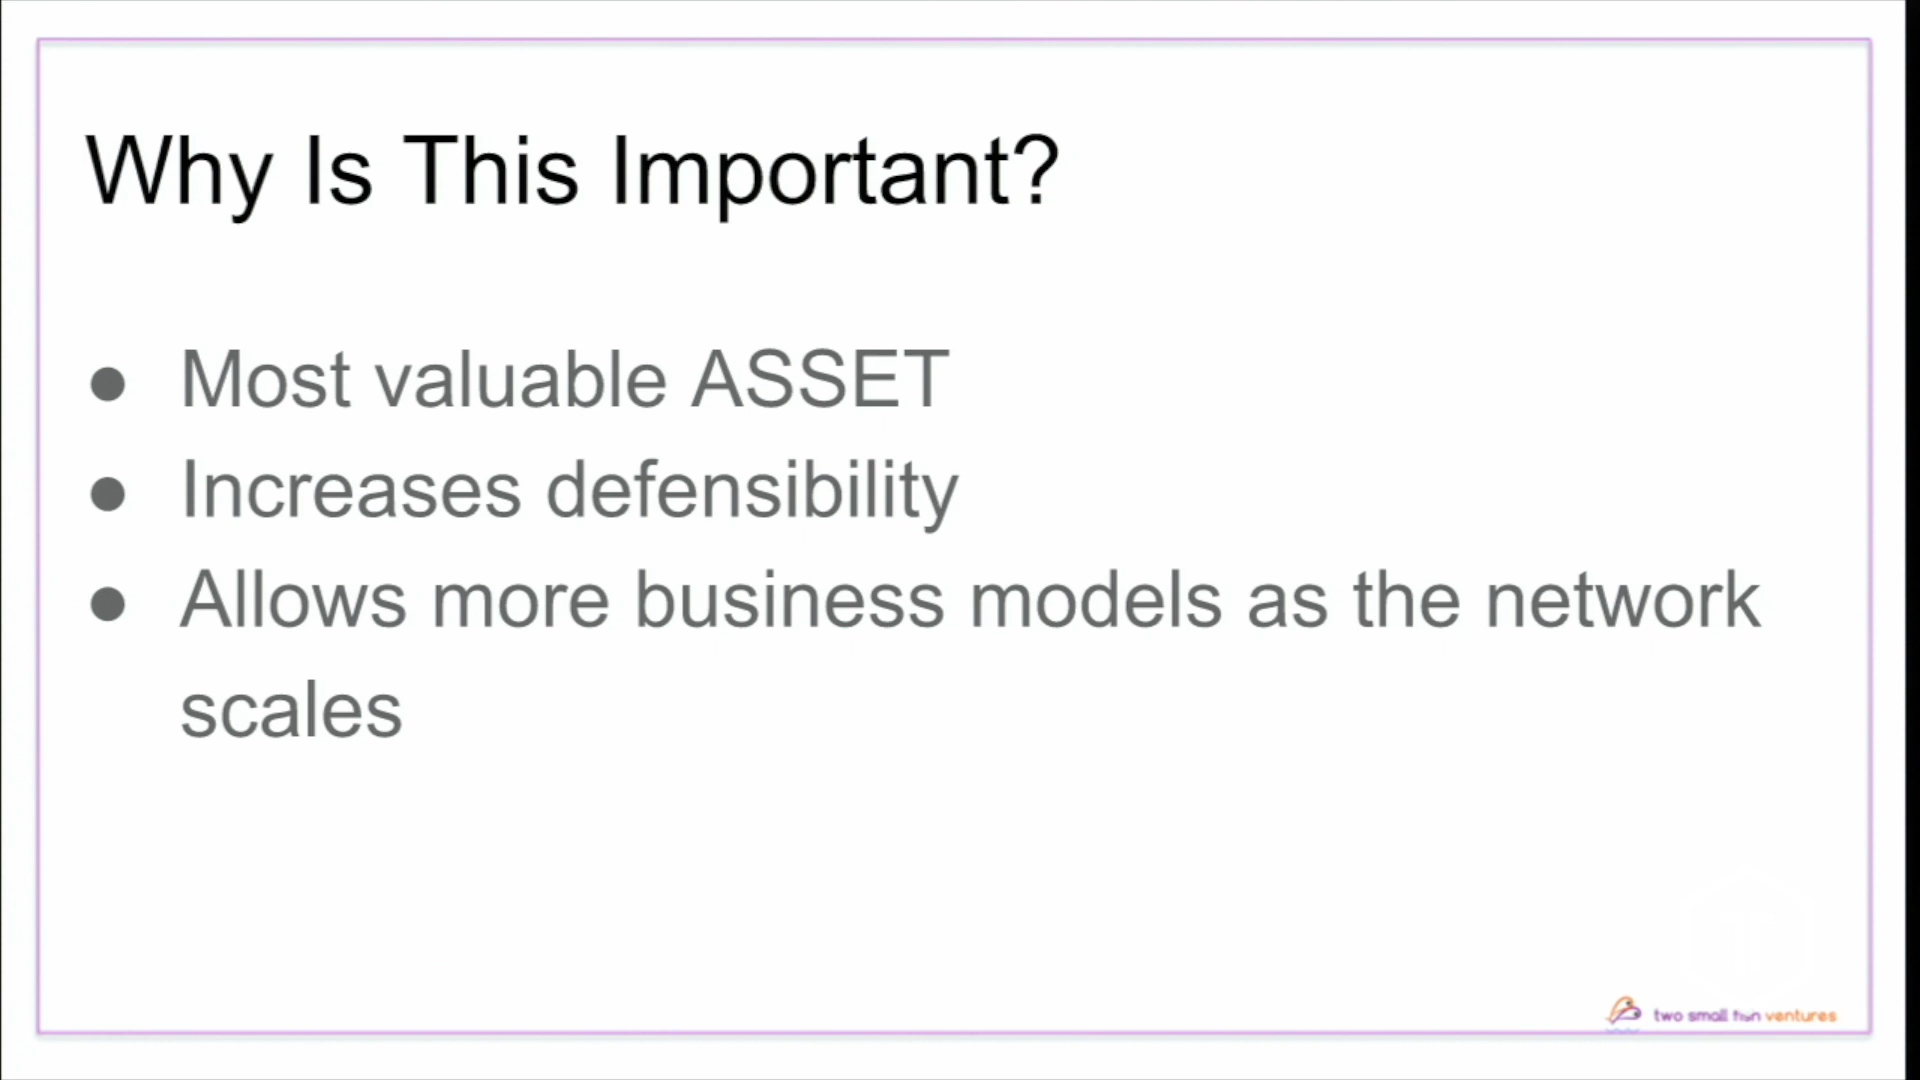 Why Is This Important?
● Most valuable ASSET
● Increases defensibility
● Allows more business models as the network
scales
two small fish ventures